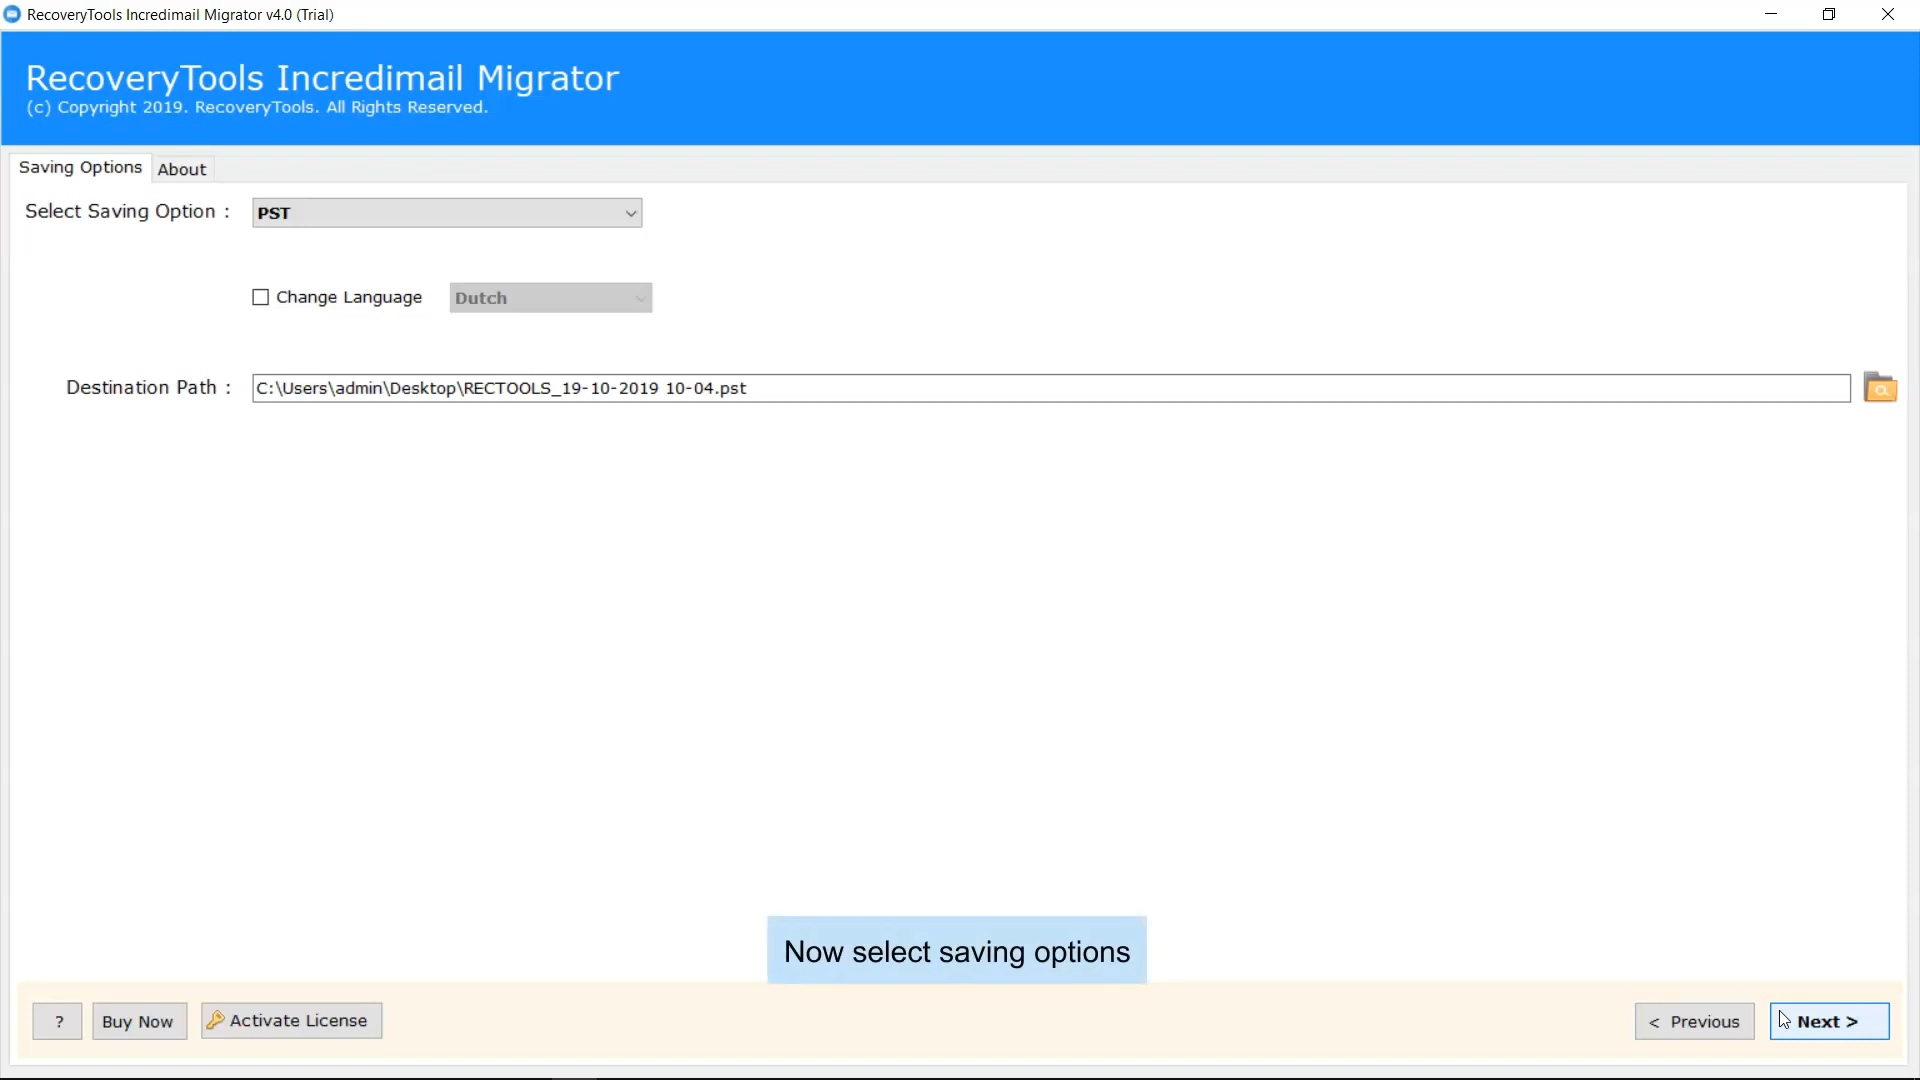 RecoveryTools Incredimail Migrator v4.0 (Trial)
RecoveryTools Incredimail Migrator
(c) Copyright 2019. RecoveryTools. All Rights Reserved.
Saving Options About
Select Saving Option : PST
Change Language Dutch
Destination Path : C:\Users\admin\Desktop\RECTOOLS_19-10-2019 10-04.pst
Now select saving options
? Buy Now Activate License < Previous Next >